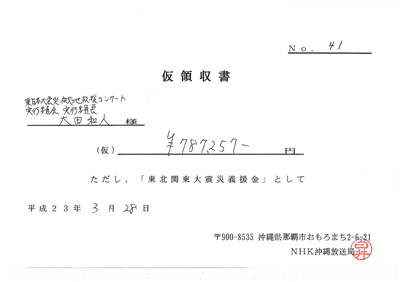 No. 41
仮領収書
東日本大震災被災地救援コンサート
実行委員会 実行委員長
太田和人 様
(仮) ¥787,257- 円
ただし、「東北関東大震災義援金」として
平成23年 3月 28日
〒900-8535 沖縄県那覇市おもろまち2-6-21
NHK沖縄放送局